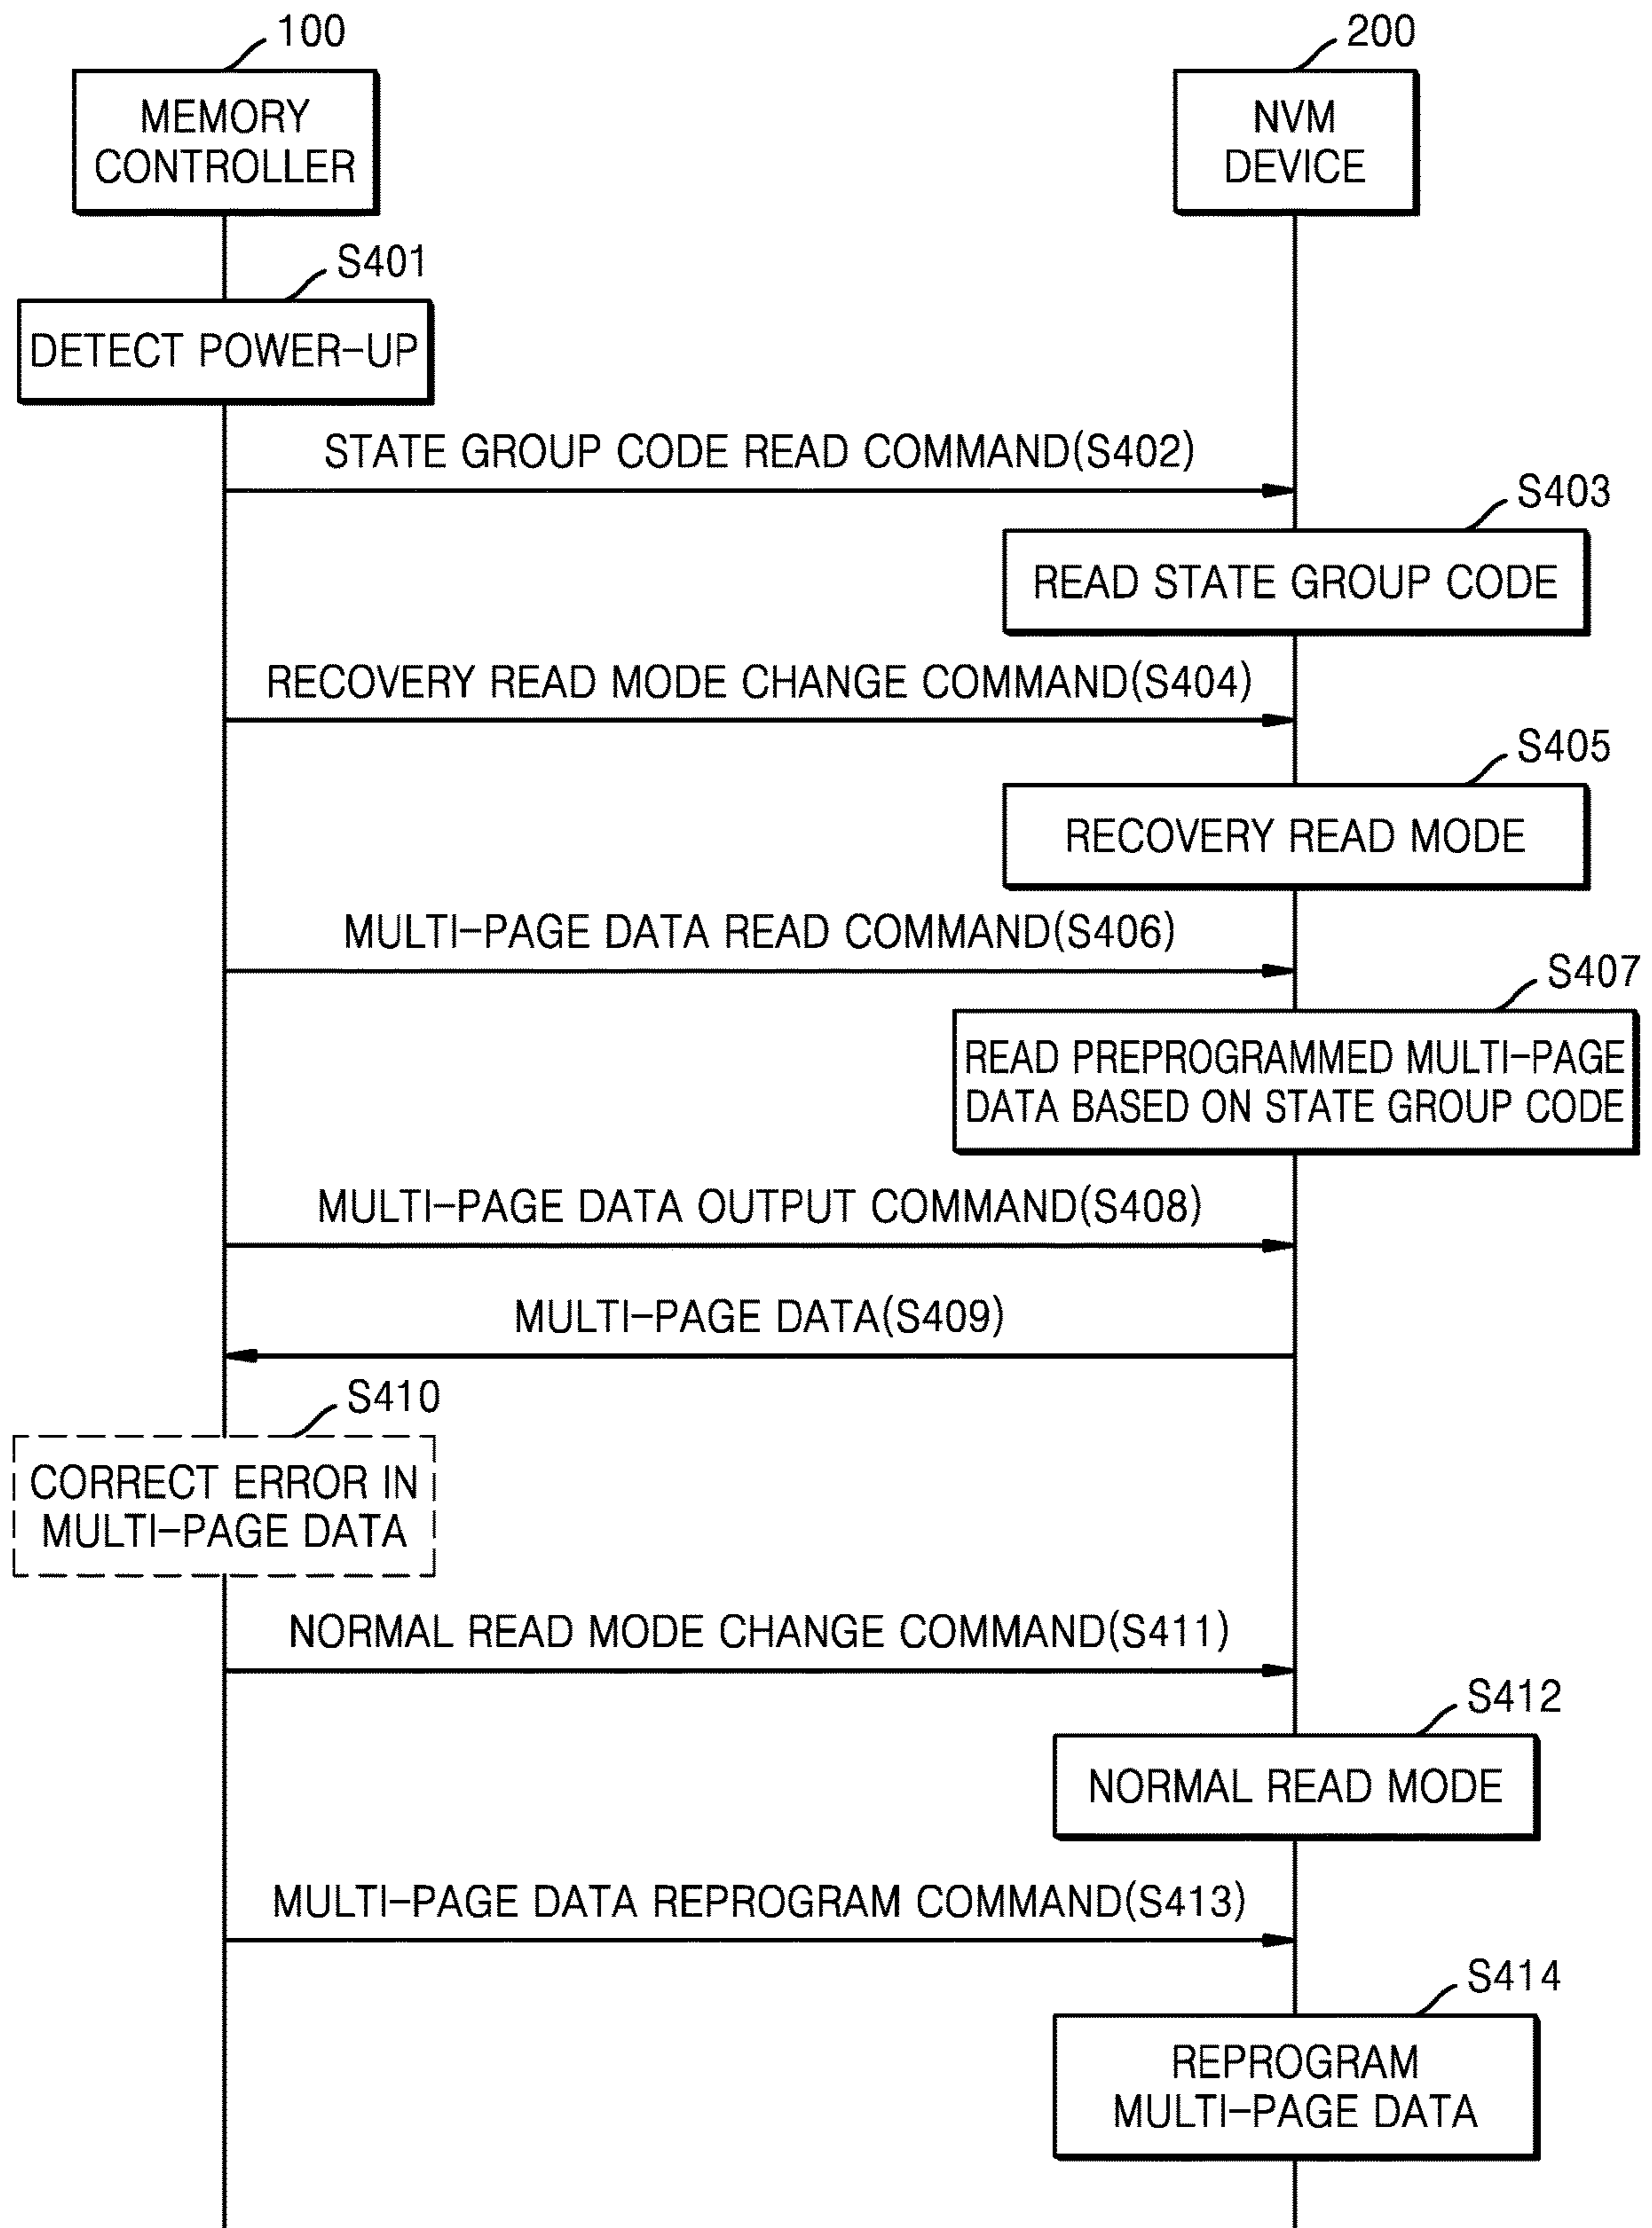 100
200
MEMORY
CONTROLLER
NVM
DEVICE
S401
DETECT POWER-UP
STATE GROUP CODE READ COMMAND(S402)
S403
READ STATE GROUP CODE
RECOVERY READ MODE CHANGE COMMAND(S404)
S405
RECOVERY READ MODE
MULTI-PAGE DATA READ COMMAND(S406)
S407
READ PREPROGRAMMED MULTI-PAGE
DATA BASED ON STATE GROUP CODE
MULTI-PAGE DATA OUTPUT COMMAND(S408)
MULTI-PAGE DATA(S409)
S410
CORRECT ERROR IN
MULTI-PAGE DATA
NORMAL READ MODE CHANGE COMMAND(S411)
S412
NORMAL READ MODE
MULTI-PAGE DATA REPROGRAM COMMAND(S413)
S414
REPROGRAM
MULTI-PAGE DATA